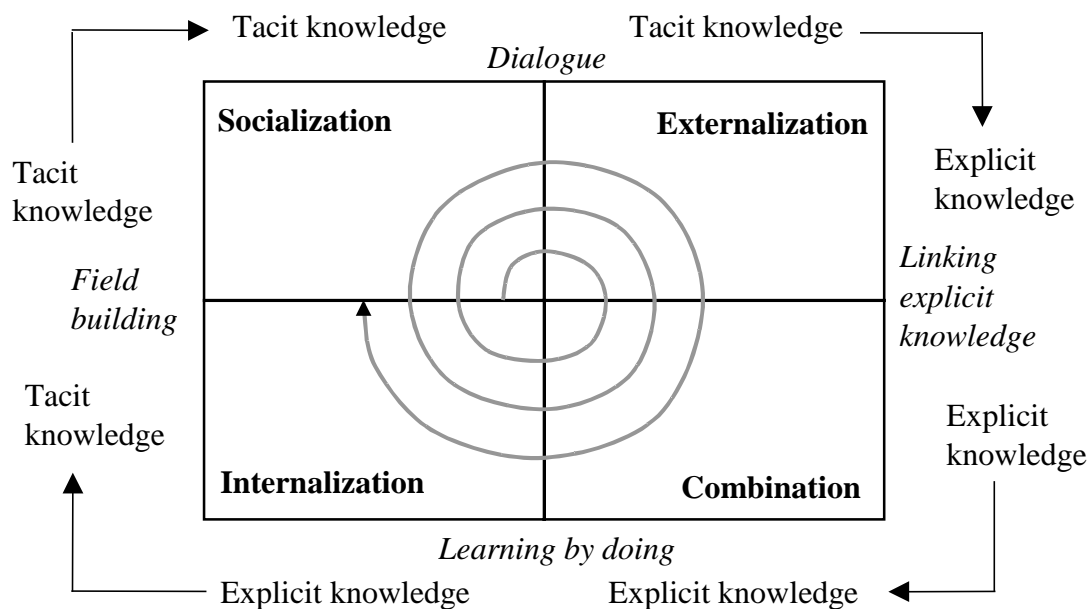 Tacit knowledge
Tacit knowledge
Dialogue
Socialization
Externalization
Tacit
knowledge
Explicit
knowledge
Field
building
Linking
explicit
knowledge
Tacit
knowledge
Explicit
knowledge
Internalization
Combination
Learning by doing
Explicit knowledge
Explicit knowledge